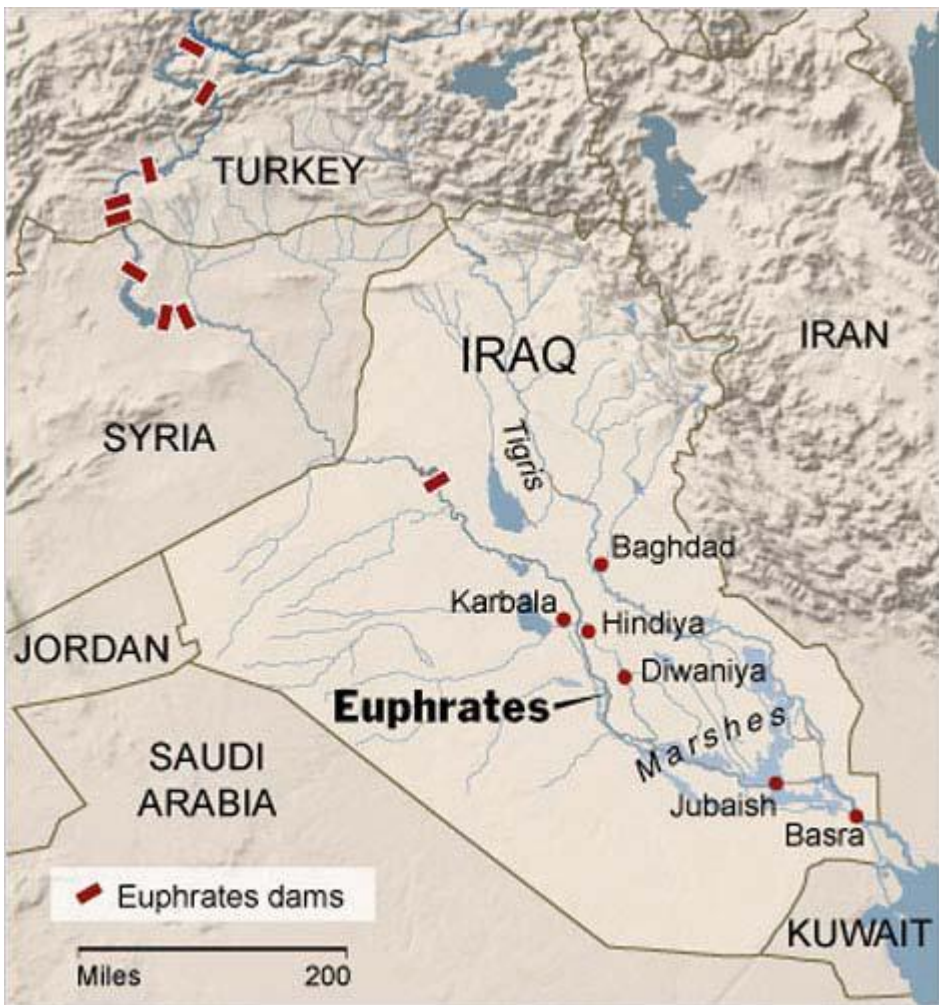 TURKEY
IRAN
IRAQ
SYRIA
Tigris
Baghdad
Karbala
Hindiya
JORDAN
Diwaniya
Euphrates
Marshes
SAUDI
ARABIA
Jubaish
Basra
Euphrates dams
KUWAIT
Miles 200